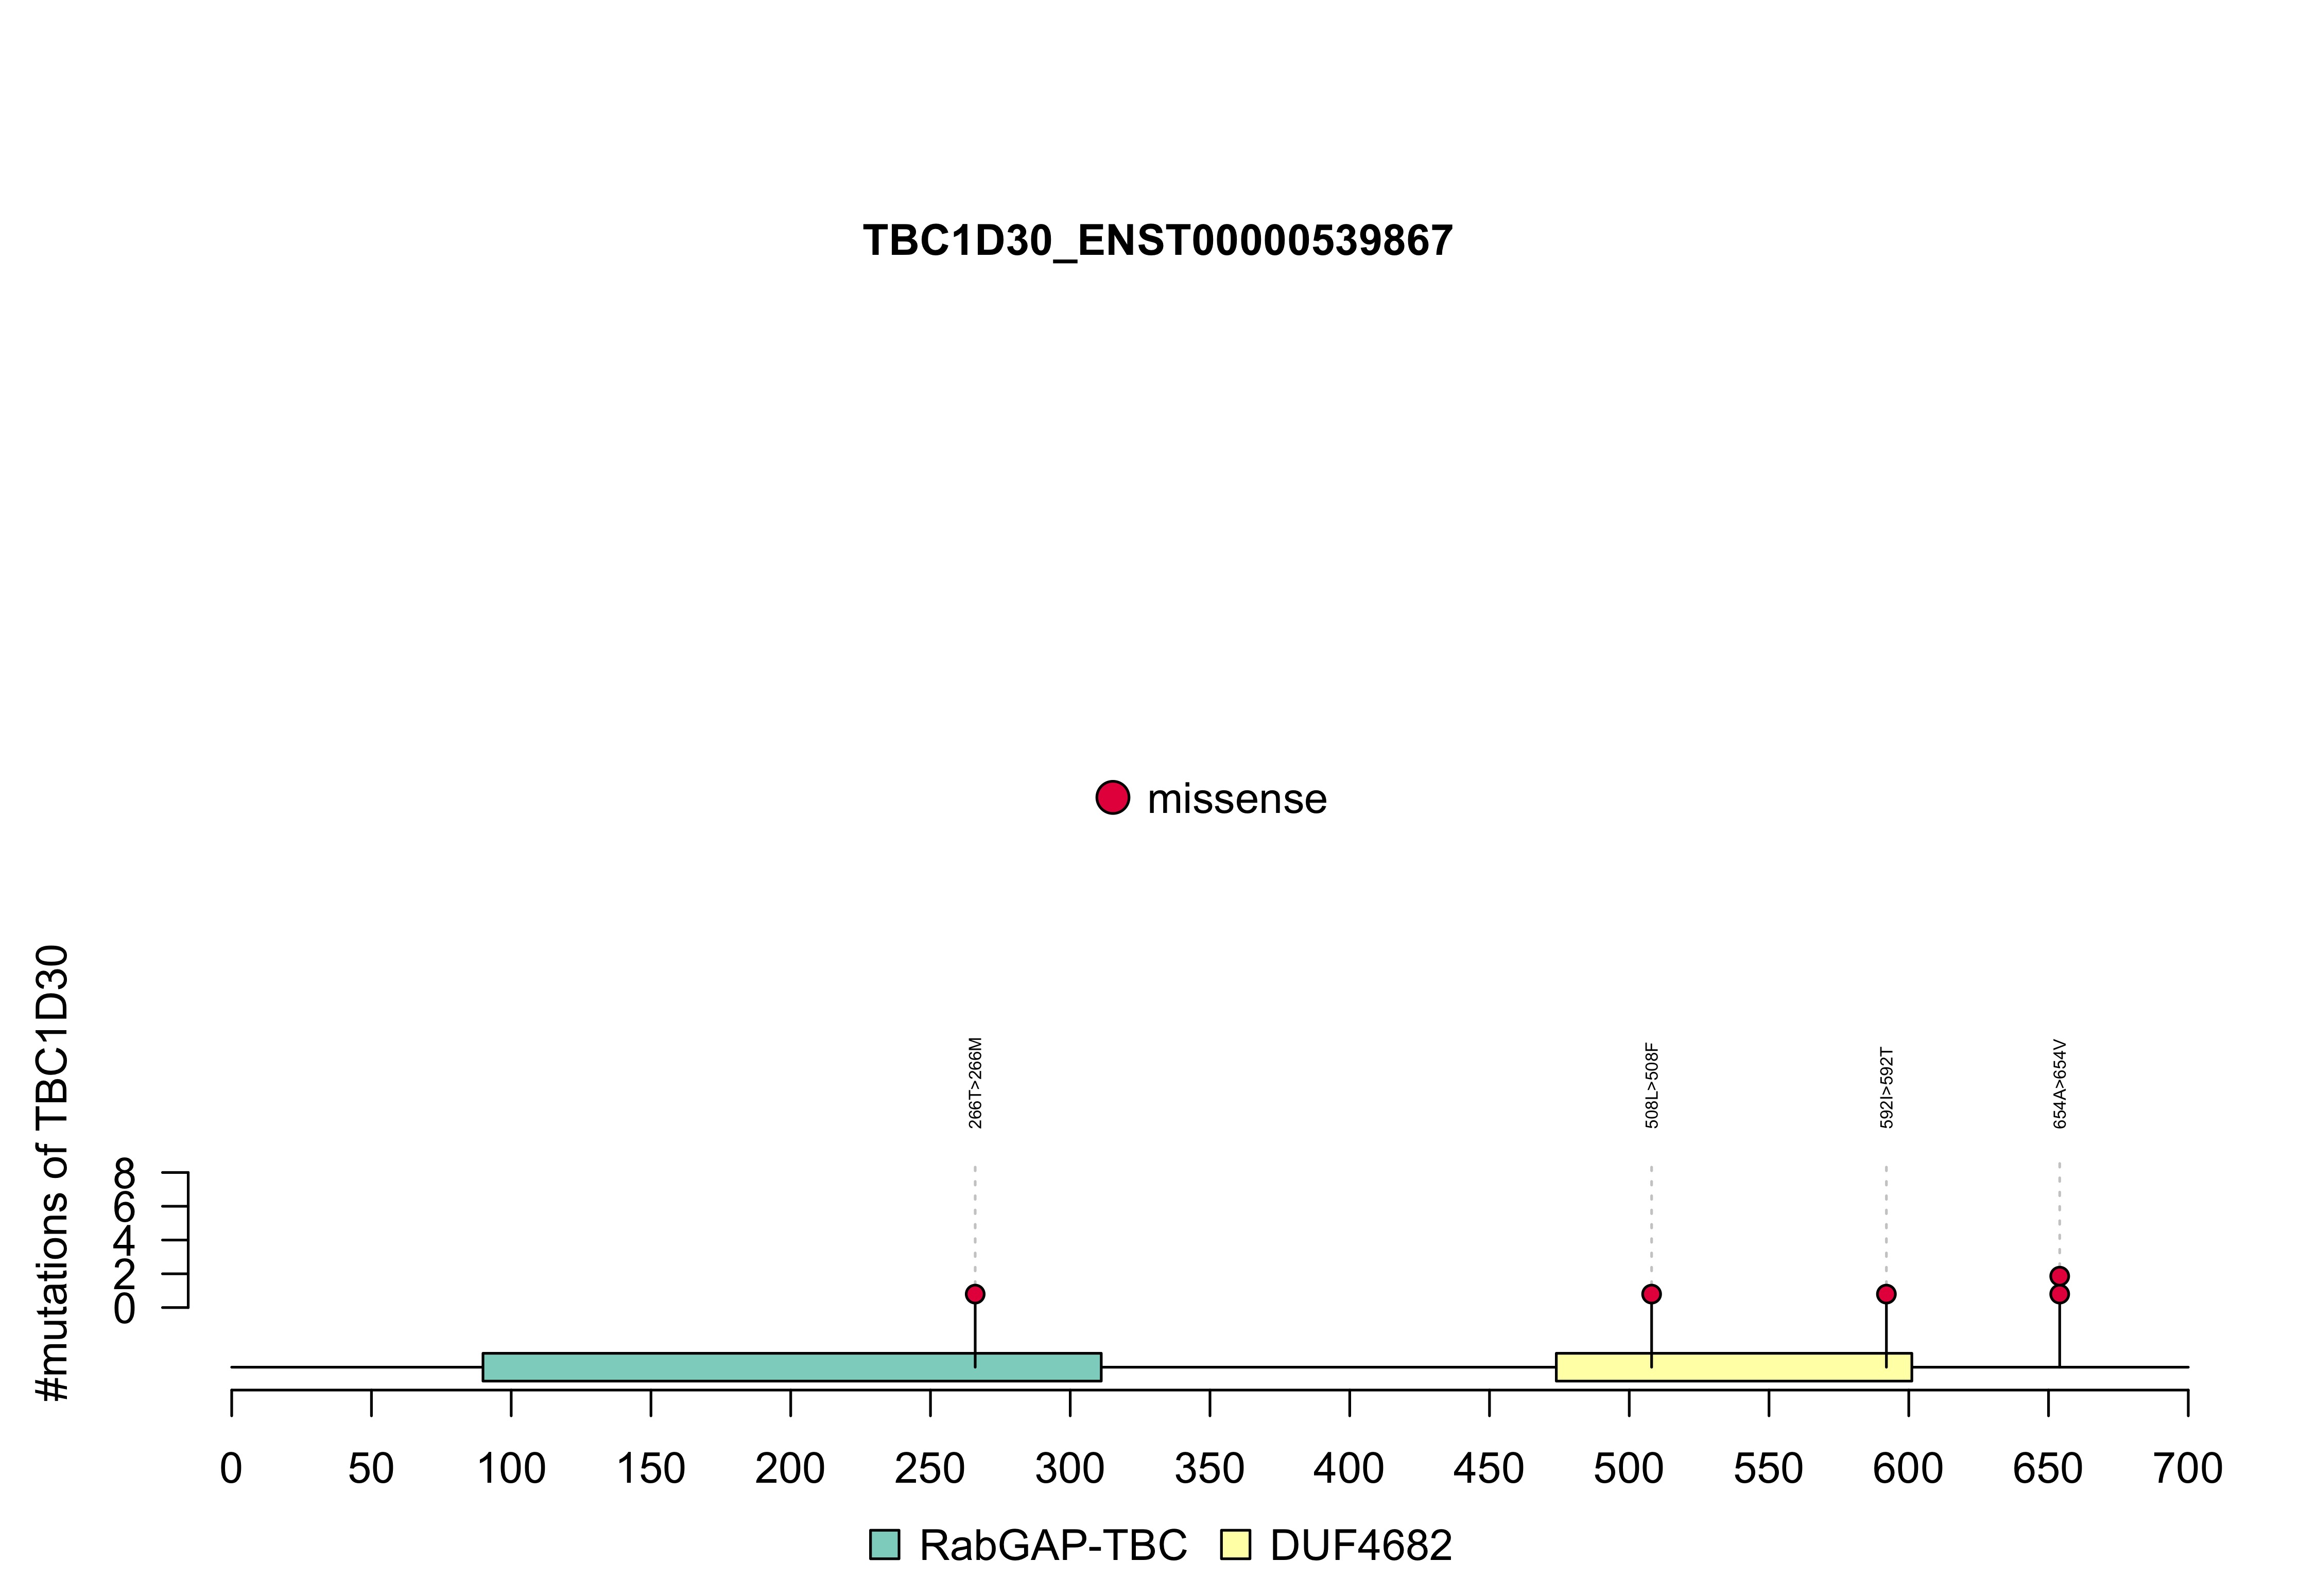 TBC1D30_ENST00000539867
missense
#mutations of TBC1D30
266T>266M
508L>508F
592I>592T
654A>654V
8
6
4
2
0
0 50 100 150 200 250 300 350 400 450 500 550 600 650 700
RabGAP-TBC DUF4682